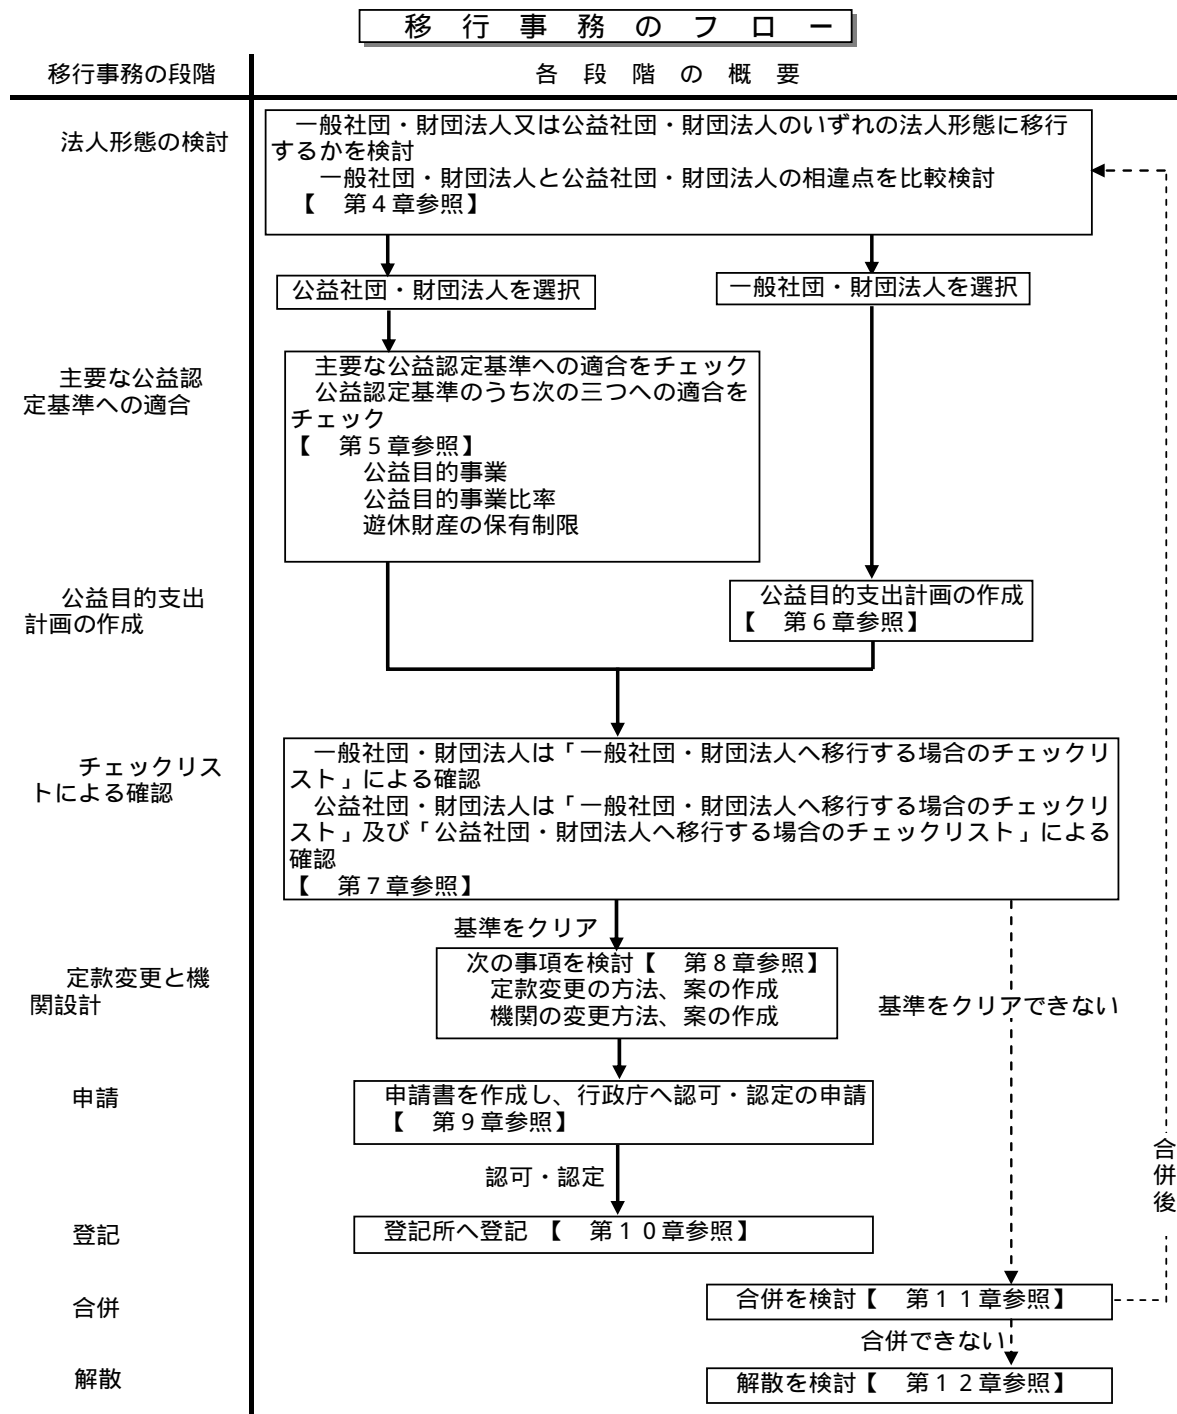 移行事務のフロー
移行事務の段階
各段階の概要
法人形態の検討
一般社団・財団法人又は公益社団・財団法人のいずれの法人形態に移行
するかを検討
一般社団・財団法人と公益社団・財団法人の相違点を比較検討
【　第４章参照】
公益社団・財団法人を選択
一般社団・財団法人を選択
主要な公益認
定基準への適合
主要な公益認定基準への適合をチェック
公益認定基準のうち次の三つへの適合を
チェック
【　第５章参照】
公益目的事業
公益目的事業比率
遊休財産の保有制限
公益目的支出
計画の作成
公益目的支出計画の作成
【　第６章参照】
チェックリス
トによる確認
一般社団・財団法人は「一般社団・財団法人へ移行する場合のチェックリ
スト」による確認
公益社団・財団法人は「一般社団・財団法人へ移行する場合のチェックリ
スト」及び「公益社団・財団法人へ移行する場合のチェックリスト」による
確認
【　第７章参照】
基準をクリア
定款変更と機
関設計
次の事項を検討【　第８章参照】
定款変更の方法、案の作成
機関の変更方法、案の作成
基準をクリアできない
申請
申請書を作成し、行政庁へ認可・認定の申請
【　第９章参照】
認可・認定
合併後
登記
登記所へ登記　【　第１０章参照】
合併
合併を検討【　第１１章参照】
合併できない
解散
解散を検討【　第１２章参照】